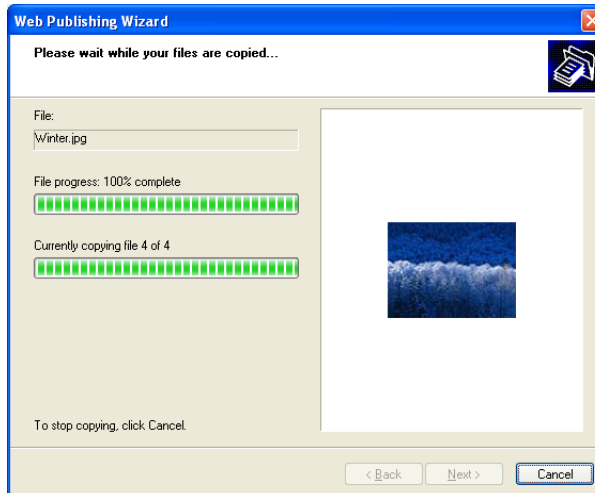 Web Publishing Wizard
Please wait while your files are copied...
File:
Winter.jpg
File progress: 100% complete
Currently copying file 4 of 4
To stop copying, click Cancel.
< Back
Next >
Cancel